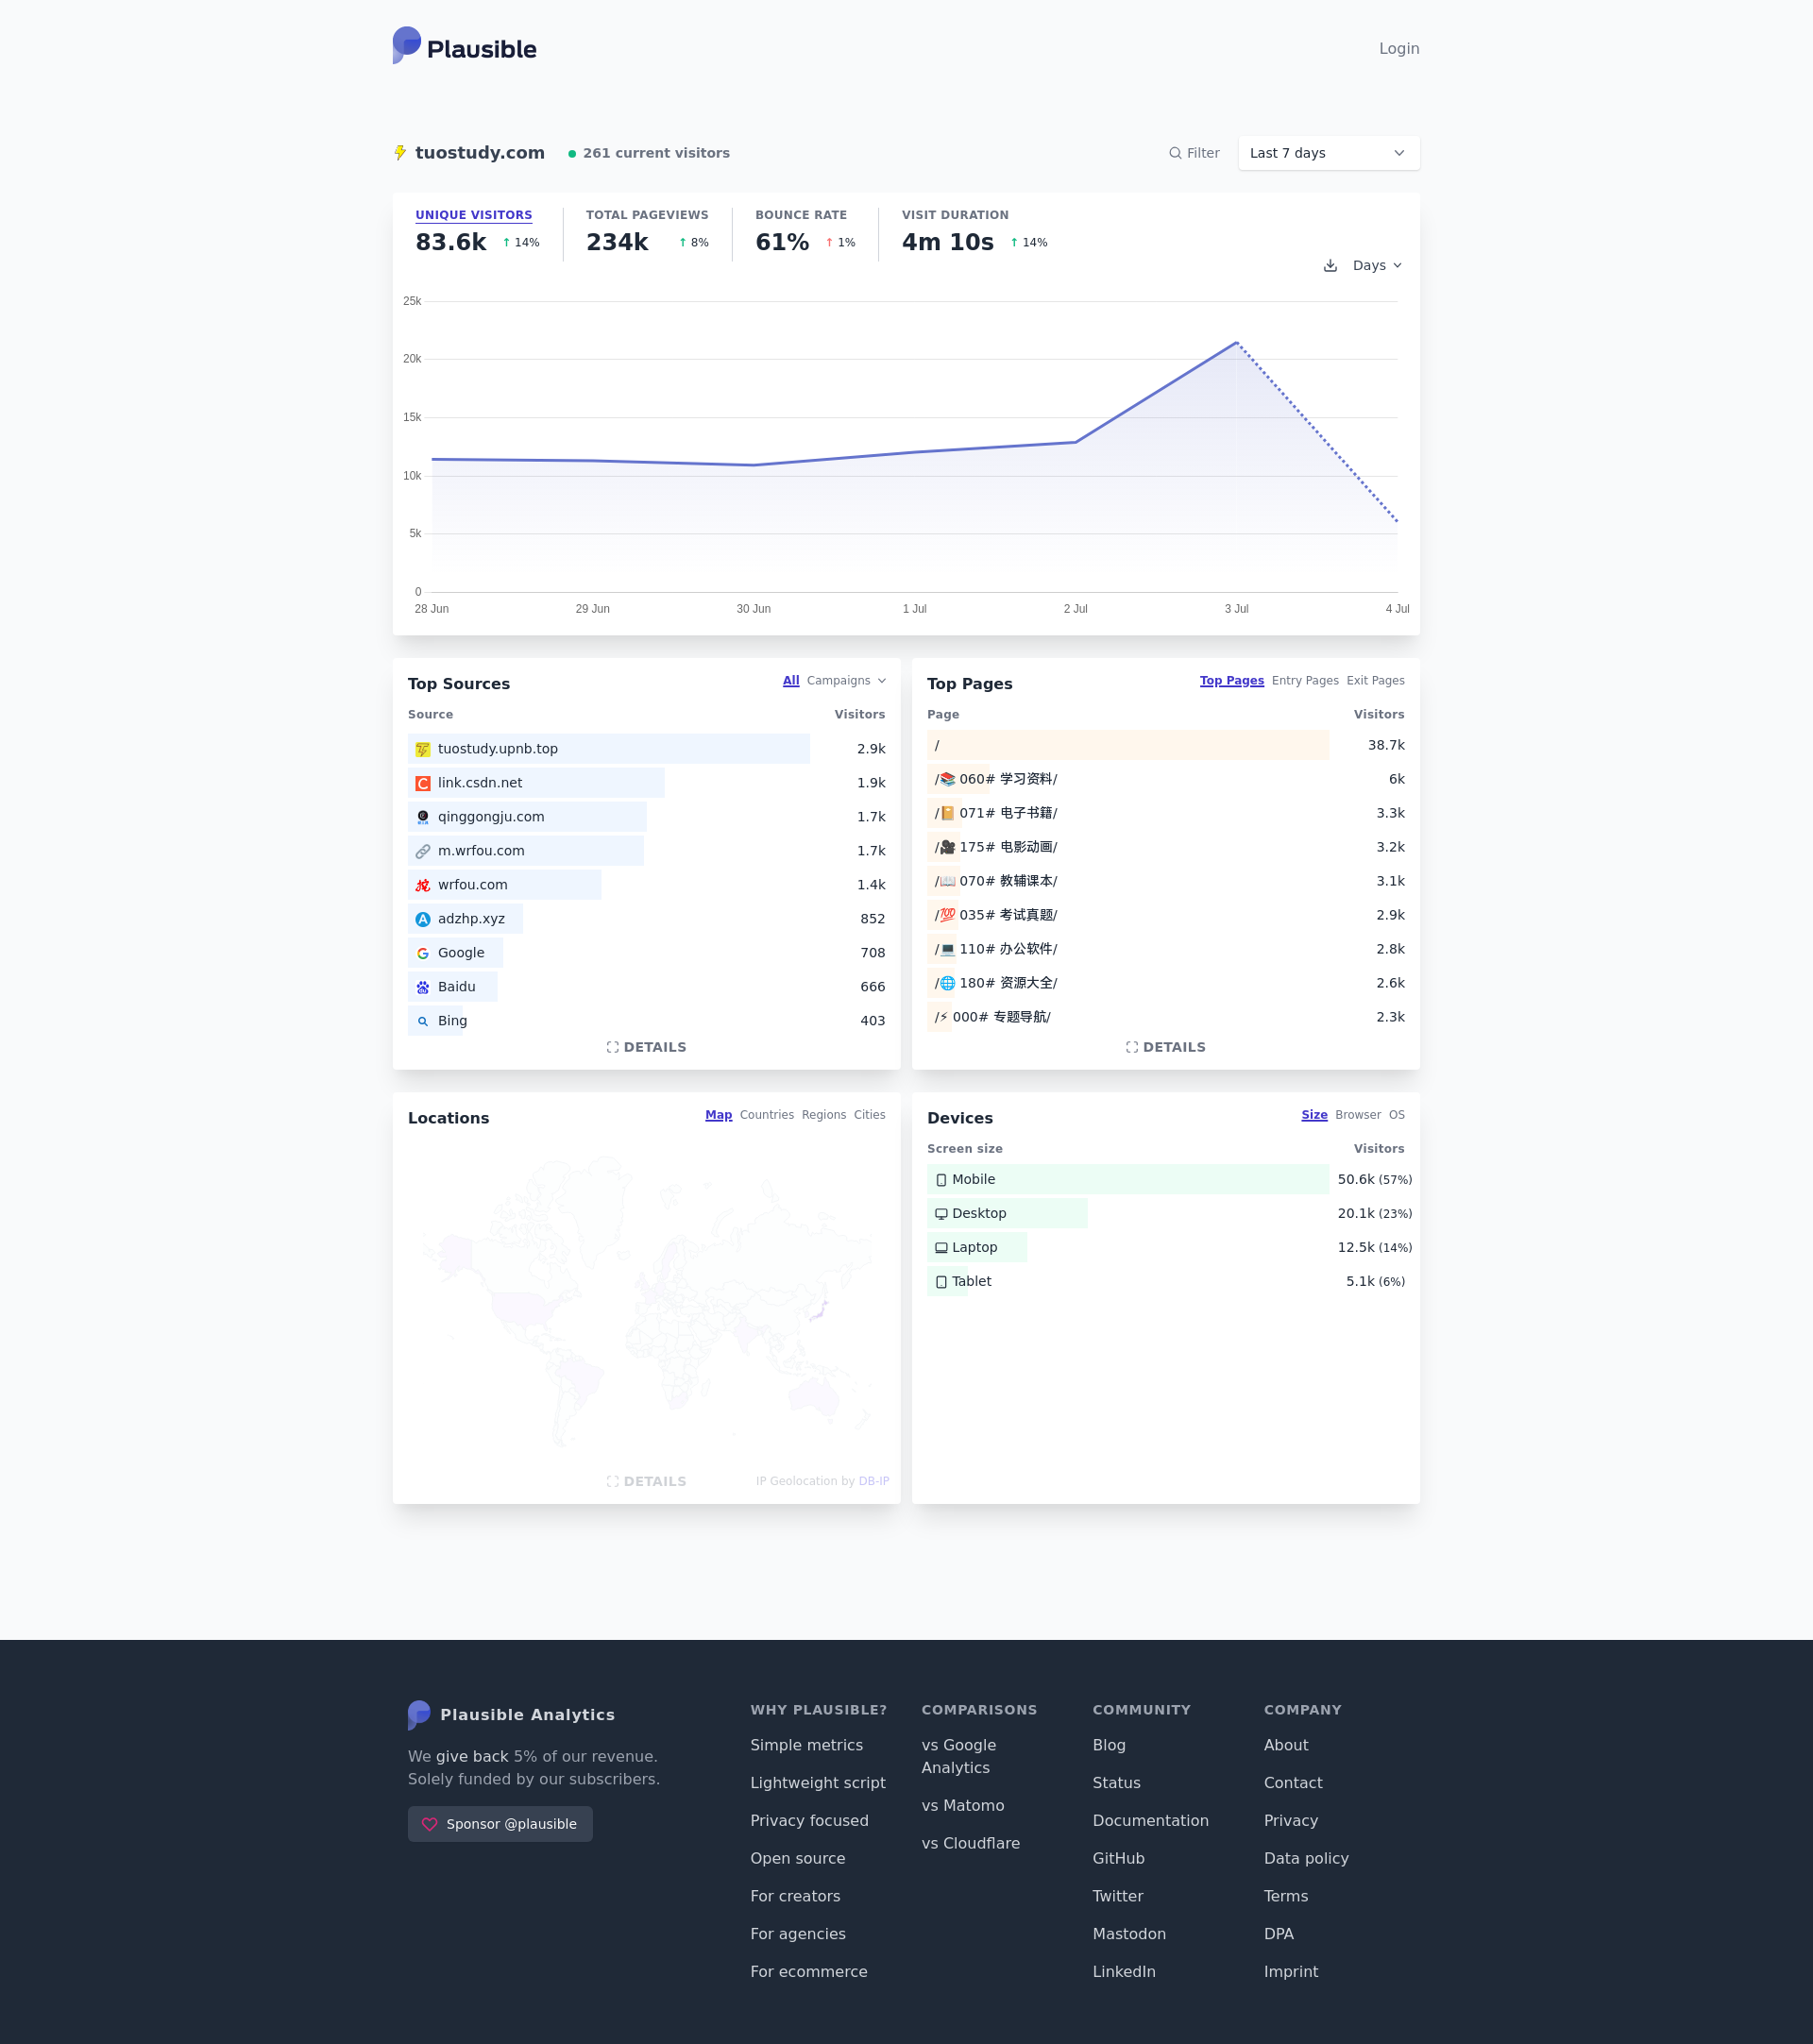 Plausible
Login
tuostudy.com
261 current visitors
Filter
Last 7 days
UNIQUE VISITORS
83.6k ↑ 14%
TOTAL PAGEVIEWS
234k ↑ 8%
BOUNCE RATE
61% ↑ 1%
VISIT DURATION
4m 10s ↑ 14%
Days
25k
20k
15k
10k
5k
0
28 Jun 29 Jun 30 Jun 1 Jul 2 Jul 3 Jul 4 Jul
Top Sources
All Campaigns
Source Visitors
tuostudy.upnb.top 2.9k
link.csdn.net 1.9k
qinggongju.com 1.7k
m.wrfou.com 1.7k
wrfou.com 1.4k
adzhp.xyz 852
Google 708
Baidu 666
Bing 403
DETAILS
Top Pages
Top Pages Entry Pages Exit Pages
Page Visitors
/ 38.7k
/📚 060# 学习资料/ 6k
/📔 071# 电子书籍/ 3.3k
/🎥 175# 电影动画/ 3.2k
/📖 070# 教辅课本/ 3.1k
/💯 035# 考试真题/ 2.9k
/💻 110# 办公软件/ 2.8k
/🌐 180# 资源大全/ 2.6k
/⚡ 000# 专题导航/ 2.3k
DETAILS
Locations
Map Countries Regions Cities
DETAILS
IP Geolocation by DB-IP
Devices
Size Browser OS
Screen size Visitors
Mobile 50.6k (57%)
Desktop 20.1k (23%)
Laptop 12.5k (14%)
Tablet 5.1k (6%)
Plausible Analytics
We give back 5% of our revenue.
Solely funded by our subscribers.
Sponsor @plausible
WHY PLAUSIBLE?
Simple metrics
Lightweight script
Privacy focused
Open source
For creators
For agencies
For ecommerce
COMPARISONS
vs Google
Analytics
vs Matomo
vs Cloudflare
COMMUNITY
Blog
Status
Documentation
GitHub
Twitter
Mastodon
LinkedIn
COMPANY
About
Contact
Privacy
Data policy
Terms
DPA
Imprint